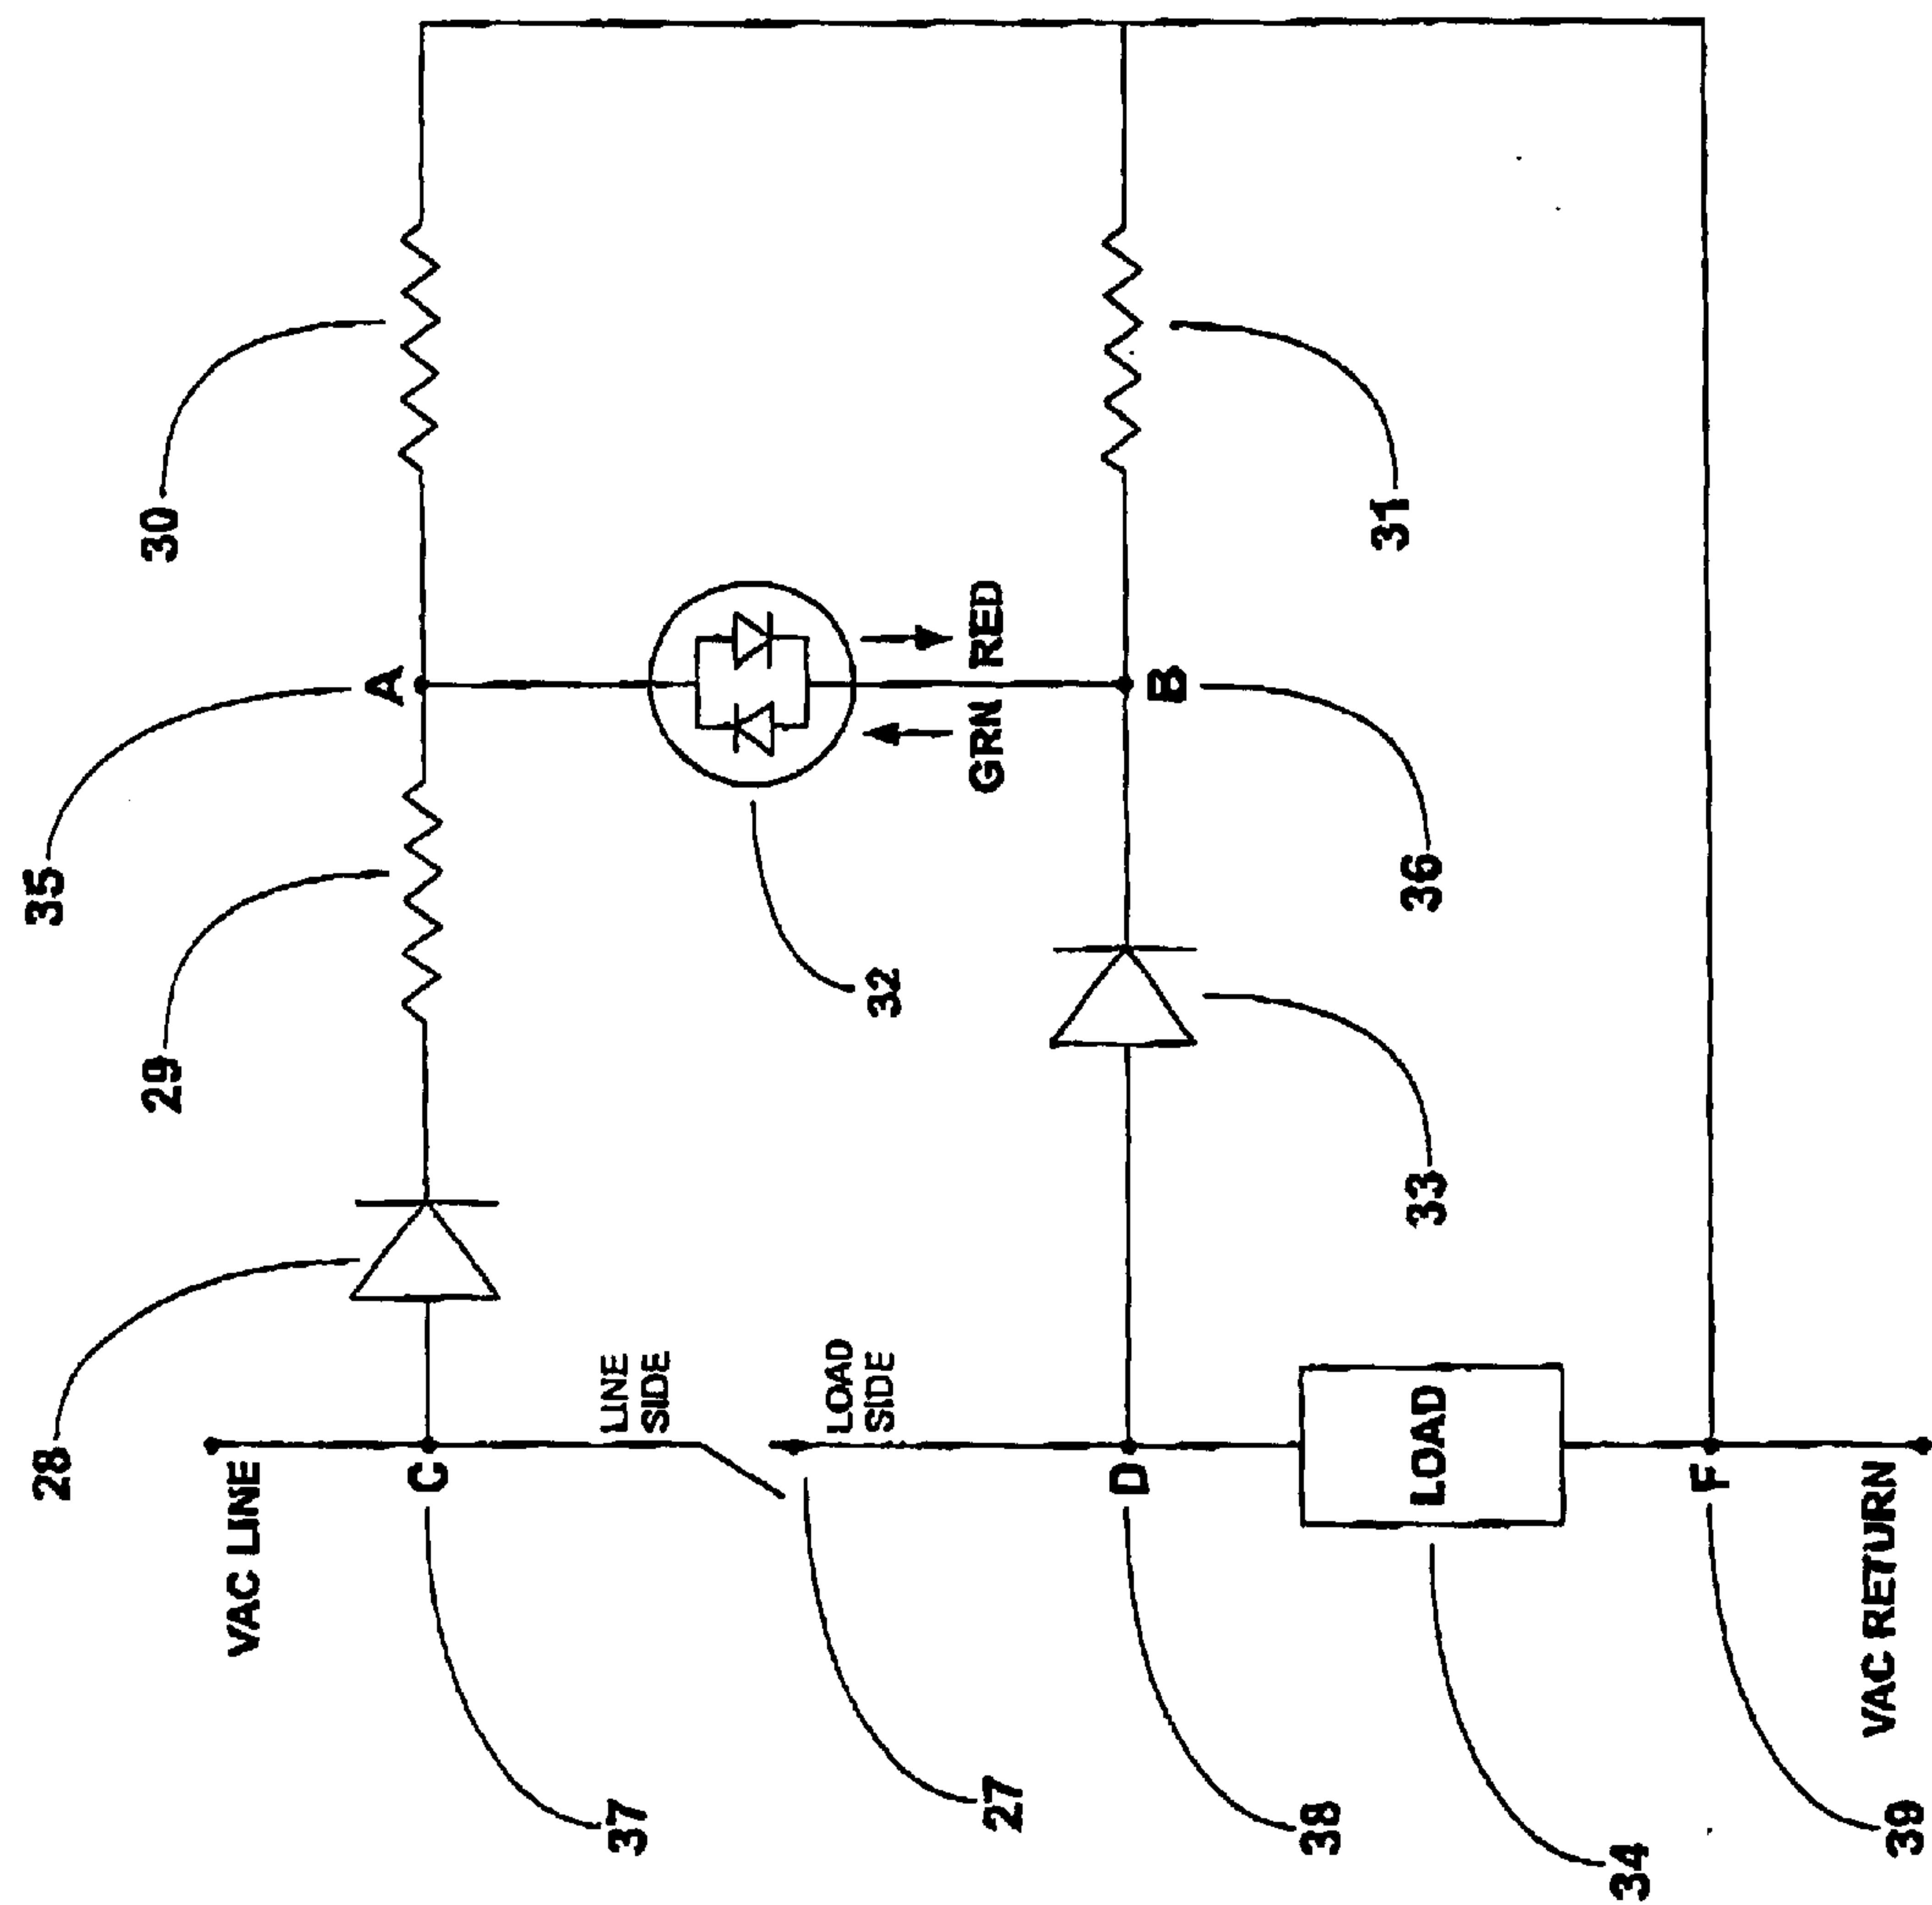 28
35
29
30
VAC LINE
C
A
LINE
SIDE
37
LOAD
SIDE
32
GRN RED
27
D
B
38
31
LOAD
33
36
34
F
VAC RETURN
39